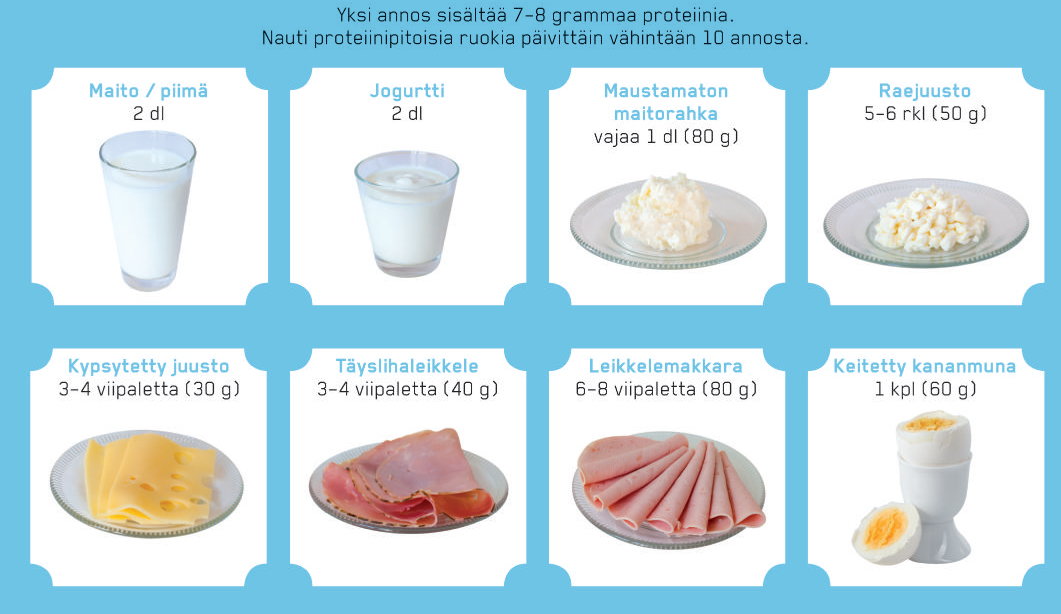 Yksi annos sisältää 7–8 grammaa proteiinia.
Nauti proteiinipitoisia ruokia päivittäin vähintään 10 annosta.
Maito / piimä
2 dl
Jogurtti
2 dl
Maustamaton
maitorahka
vajaa 1 dl (80 g)
Raejuusto
5–6 rkl (50 g)
Kypsytetty juusto
3–4 viipaletta (30 g)
Täyslihaleikkele
3–4 viipaletta (40 g)
Leikkelemakkara
6–8 viipaletta (80 g)
Keitetty kananmuna
1 kpl (60 g)